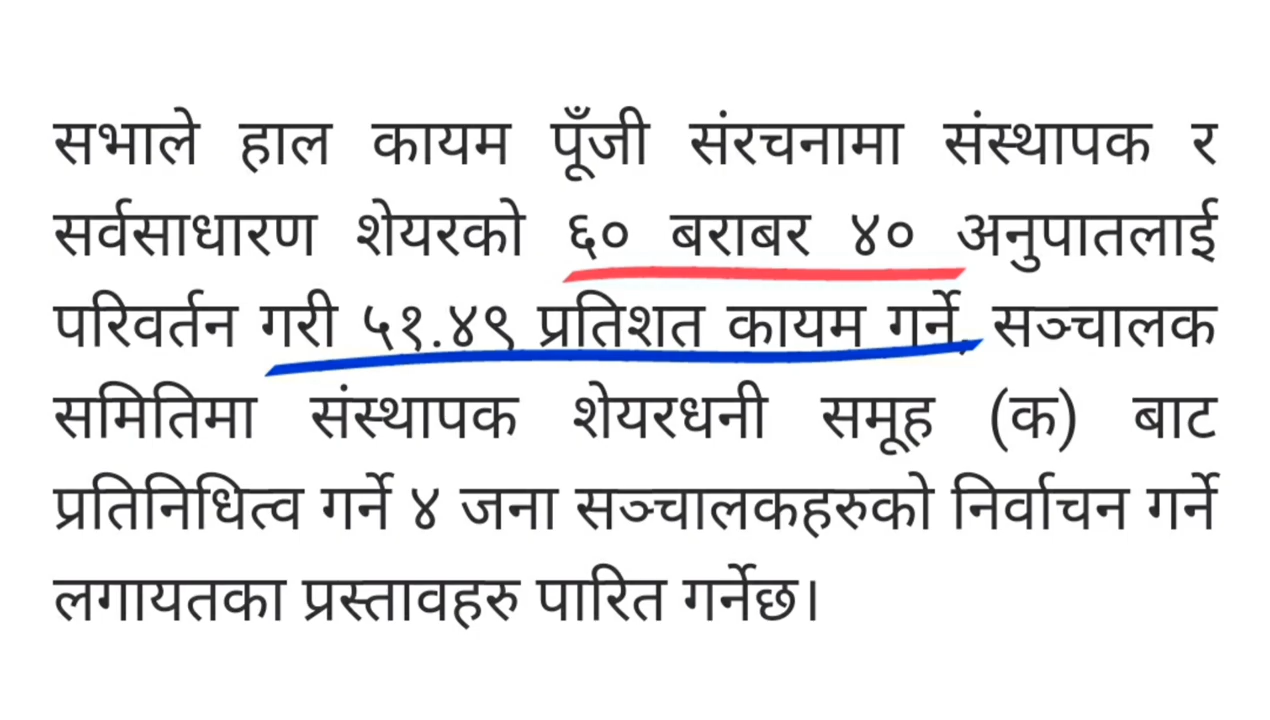 सभाले हाल कायम पूँजी संरचनामा संस्थापक र
सर्वसाधारण शेयरको ६० बराबर ४० अनुपातलाई
परिवर्तन गरी ५१.४९ प्रतिशत कायम गर्ने, सञ्चालक
समितिमा संस्थापक शेयरधनी समूह (क) बाट
प्रतिनिधित्व गर्ने ४ जना सञ्चालकहरुको निर्वाचन गर्ने
लगायतका प्रस्तावहरु पारित गर्नेछ।